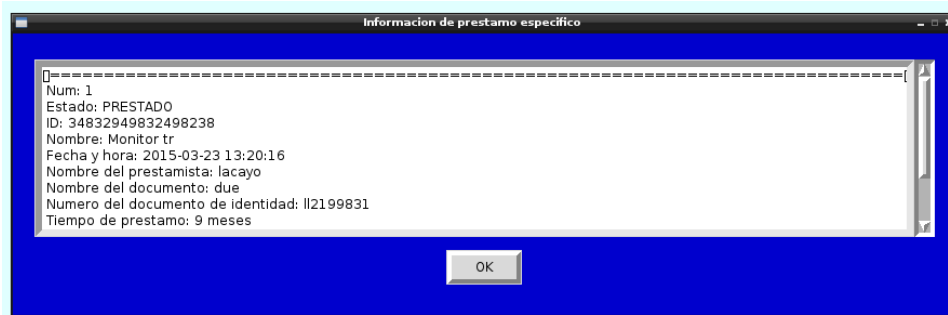 Informacion de prestamo especifico
[]==============================================================================[
Num: 1
Estado: PRESTADO
ID: 34832949832498238
Nombre: Monitor tr
Fecha y hora: 2015-03-23 13:20:16
Nombre del prestamista: lacayo
Nombre del documento: due
Numero del documento de identidad: ll2199831
Tiempo de prestamo: 9 meses
OK